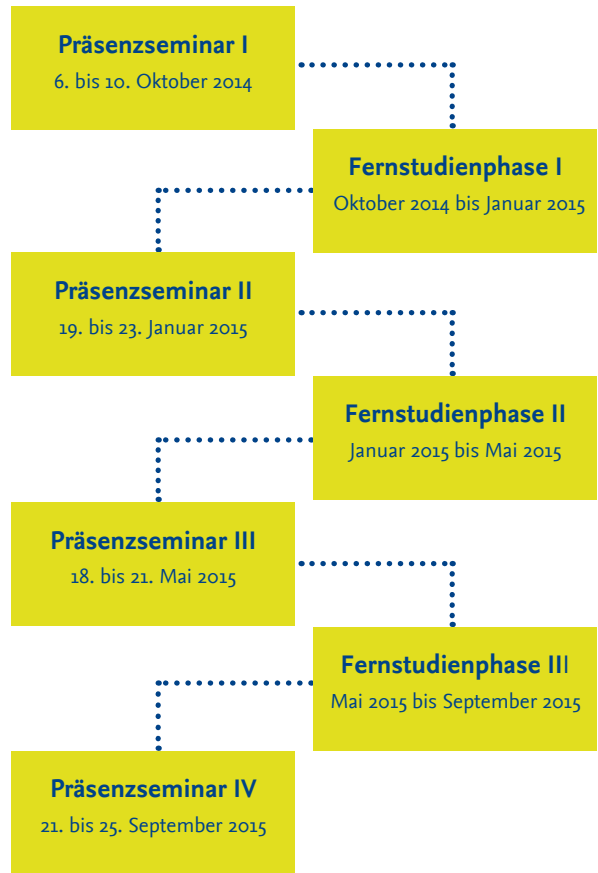 Präsenzseminar I
6. bis 10. Oktober 2014
Fernstudienphase I
Oktober 2014 bis Januar 2015
Präsenzseminar II
19. bis 23. Januar 2015
Fernstudienphase II
Januar 2015 bis Mai 2015
Präsenzseminar III
18. bis 21. Mai 2015
Fernstudienphase III
Mai 2015 bis September 2015
Präsenzseminar IV
21. bis 25. September 2015